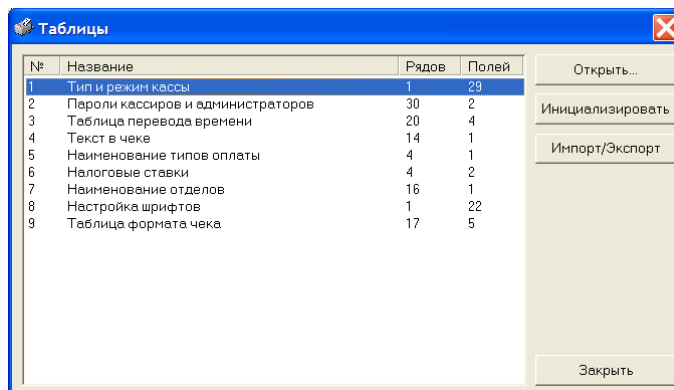 Таблицы
№ Название Рядов Полей
1 Тип и режим кассы 1 29
2 Пароли кассиров и администраторов 30 2
3 Таблица перевода времени 20 4
4 Текст в чеке 14 1
5 Наименование типов оплаты 4 1
6 Налоговые ставки 4 2
7 Наименование отделов 16 1
8 Настройка шрифтов 1 22
9 Таблица формата чека 17 5
Открыть...
Инициализировать
Импорт/Экспорт
Закрыть